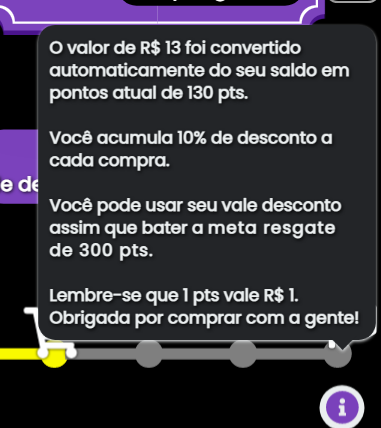 O valor de R$ 13 foi convertido
automaticamente do seu saldo em
pontos atual de 130 pts.
Você acumula 10% de desconto a
cada compra.
e de
Você pode usar seu vale desconto
assim que bater a meta resgate
de 300 pts.
Lembre-se que 1 pts vale R$ 1.
Obrigada por comprar com a gente!
i